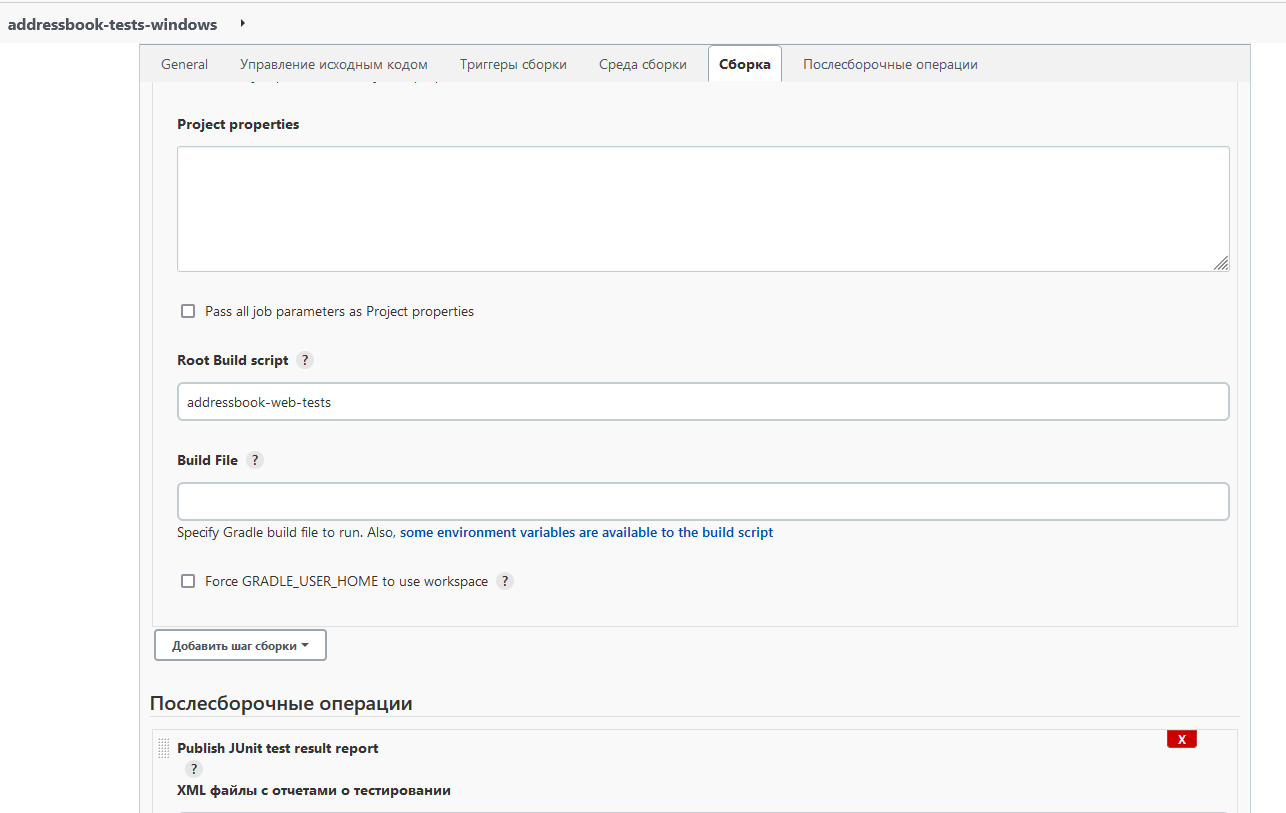 addressbook-tests-windows
General Управление исходным кодом Триггеры сборки Среда сборки Сборка Послесборочные операции
Project properties
Pass all job parameters as Project properties
Root Build script ?
addressbook-web-tests
Build File ?
Specify Gradle build file to run. Also, some environment variables are available to the build script
Force GRADLE_USER_HOME to use workspace ?
Добавить шаг сборки
Послесборочные операции
Publish JUnit test result report X
?
XML файлы с отчетами о тестировании